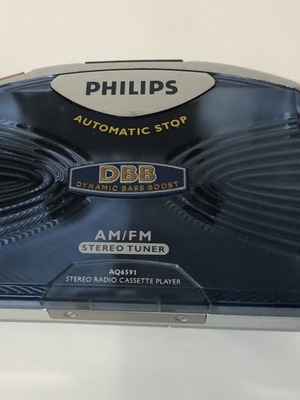 PHILIPS
AUTOMATIC STOP
DBB
DYNAMIC BASS BOOST
AM/FM
STEREO TUNER
AQ6591
STEREO RADIO CASSETTE PLAYER